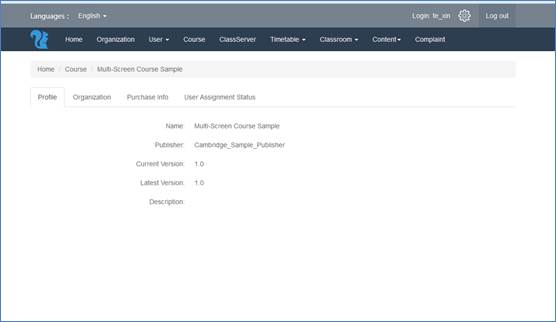 Languages : English Login: te_xin Log out
Home Organization User Course ClassServer Timetable Classroom Content Complaint
Home / Course / Multi-Screen Course Sample
Profile Organization Purchase Info User Assignment Status
Name: Multi-Screen Course Sample
Publisher: Cambridge_Sample_Publisher
Current Version: 1.0
Latest Version: 1.0
Description: